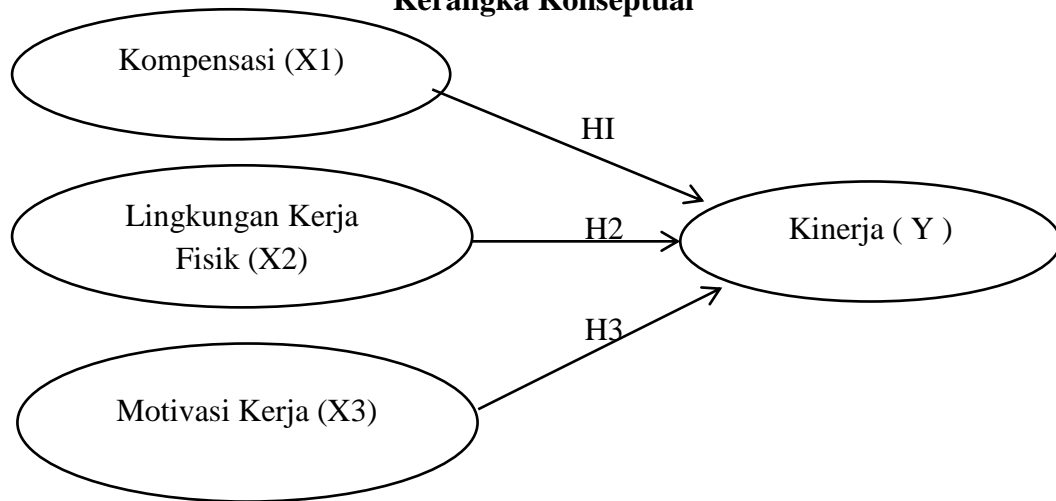 Kerangka Konseptual
Kompensasi (X1)
HI
Lingkungan Kerja
Fisik (X2)
H2
Kinerja ( Y )
H3
Motivasi Kerja (X3)